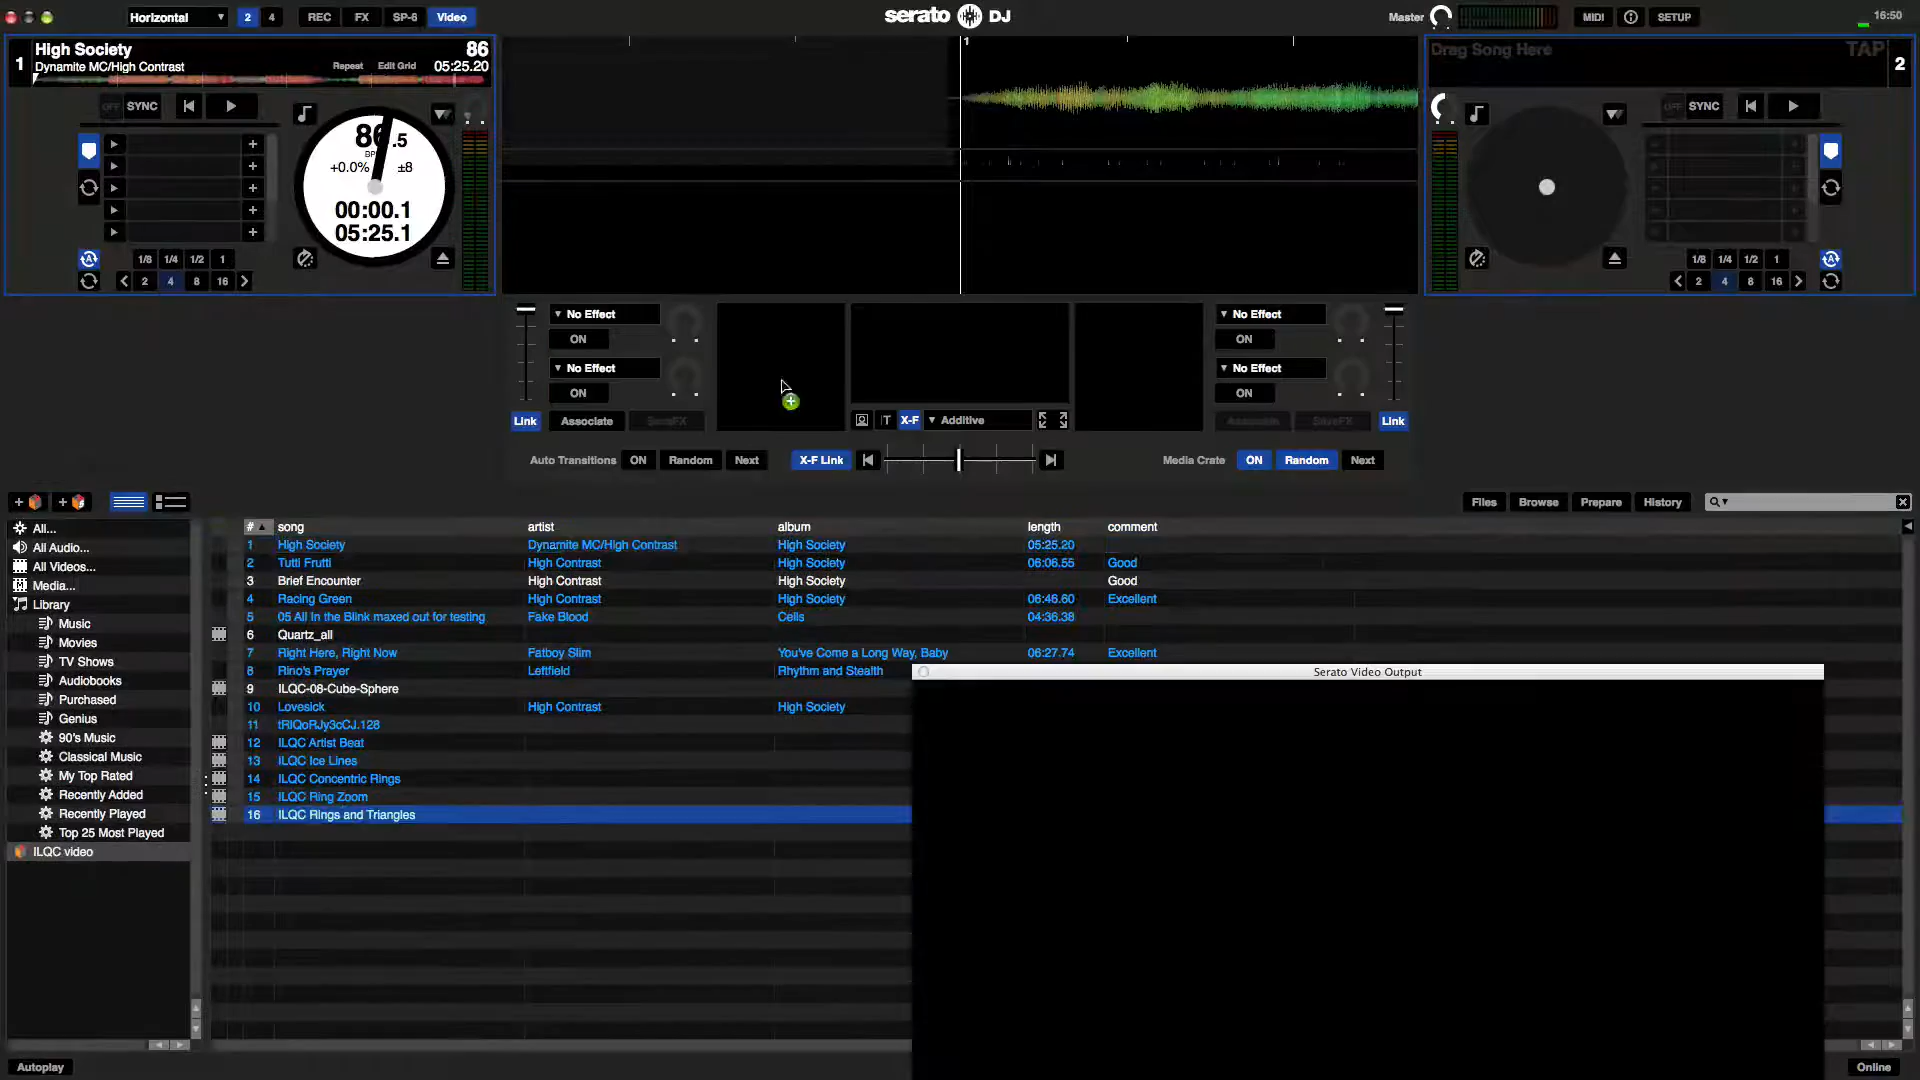 Horizontal 2 4 REC FX SP-6 Video serato DJ Master MIDI SETUP 16:50
1 High Society 86
Dynamite MC/High Contrast Repeat Edit Grid 05:25.20
1
Drag Song Here TAP 2
OFF SYNC
86.5
BPM
+0.0% ±8
00:00.1
05:25.1
1/8 1/4 1/2 1
2 4 8 16
OFF SYNC
1/8 1/4 1/2 1
2 4 8 16
No Effect
ON
No Effect
ON
Link Associate SaveFX
T X-F Additive
No Effect
ON
No Effect
ON
Associate SaveFX Link
Auto Transitions ON Random Next X-F Link Media Crate ON Random Next
Files Browse Prepare History
All...
All Audio...
All Videos...
Media...
Library
Music
Movies
TV Shows
Audiobooks
Purchased
Genius
90's Music
Classical Music
My Top Rated
Recently Added
Recently Played
Top 25 Most Played
ILQC video
# song artist album length comment
1 High Society Dynamite MC/High Contrast High Society 05:25.20
2 Tutti Frutti High Contrast High Society 06:06.55 Good
3 Brief Encounter High Contrast High Society Good
4 Racing Green High Contrast High Society 06:46.60 Excellent
5 05 All in the Blink maxed out for testing Fake Blood Cells 04:36.38
6 Quartz_all
7 Right Here, Right Now Fatboy Slim You've Come a Long Way, Baby 06:27.74 Excellent
8 Rino's Prayer Leftfield Rhythm and Stealth
9 ILQC-08-Cube-Sphere
10 Lovesick High Contrast High Society
11 tRIQoRJy3cCJ.128
12 ILQC Artist Beat
13 ILQC Ice Lines
14 ILQC Concentric Rings
15 ILQC Ring Zoom
16 ILQC Rings and Triangles
Serato Video Output
Autoplay Online